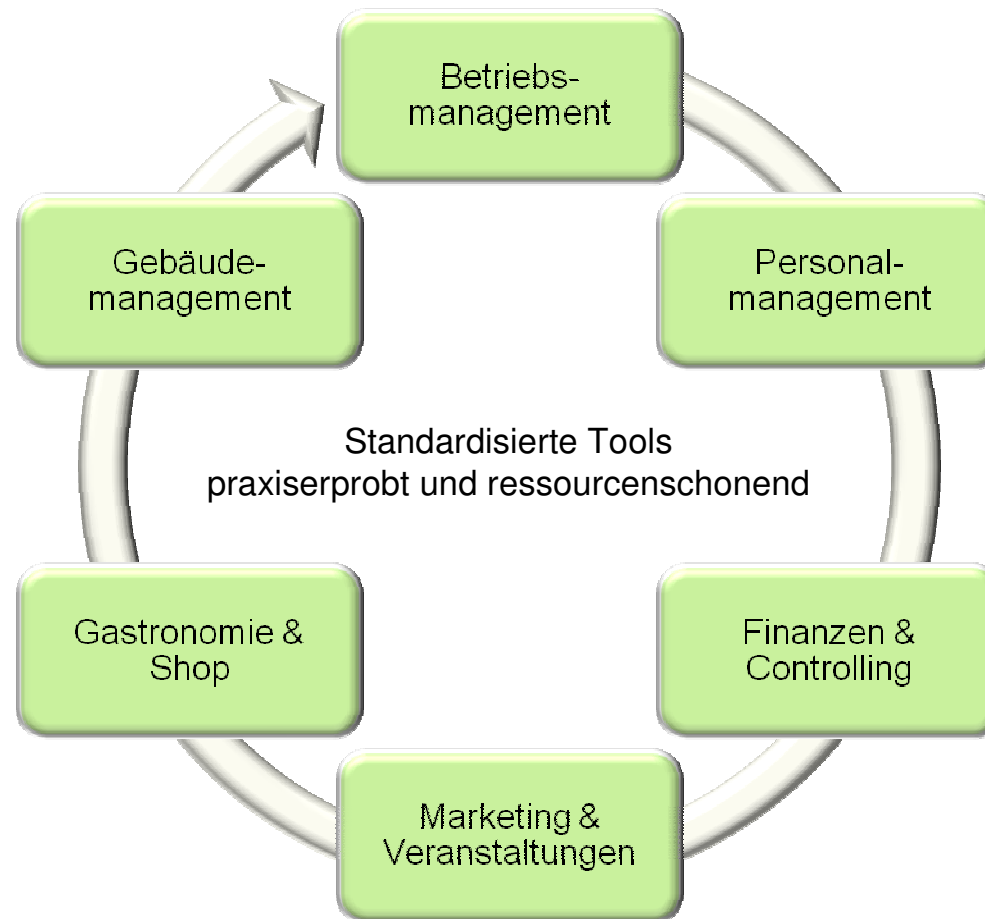 Betriebs-
management
Personal-
management
Finanzen &
Controlling
Marketing &
Veranstaltungen
Gastronomie &
Shop
Gebäude-
management
Standardisierte Tools
praxiserprobt und ressourcenschonend